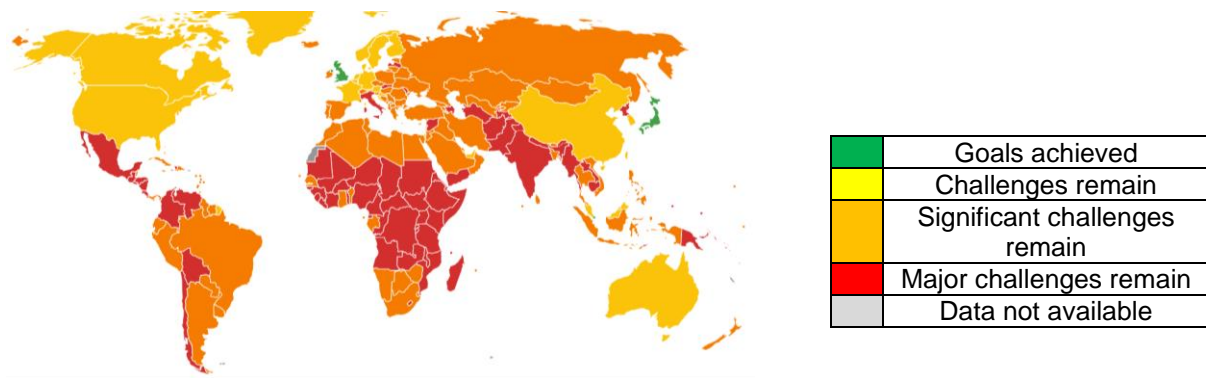 Goals achieved
Challenges remain
Significant challenges
remain
Major challenges remain
Data not available